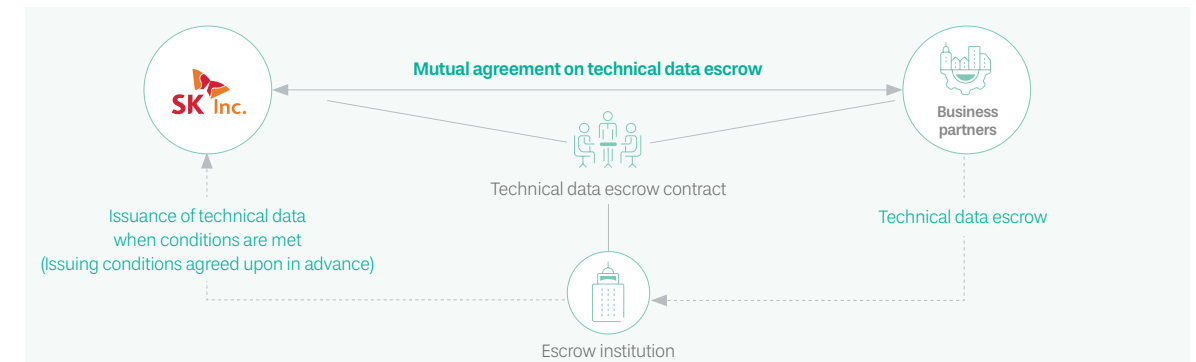 Mutual agreement on technical data escrow
SK Inc.
Business
partners
Technical data escrow contract
Issuance of technical data
when conditions are met
(Issuing conditions agreed upon in advance)
Technical data escrow
Escrow institution